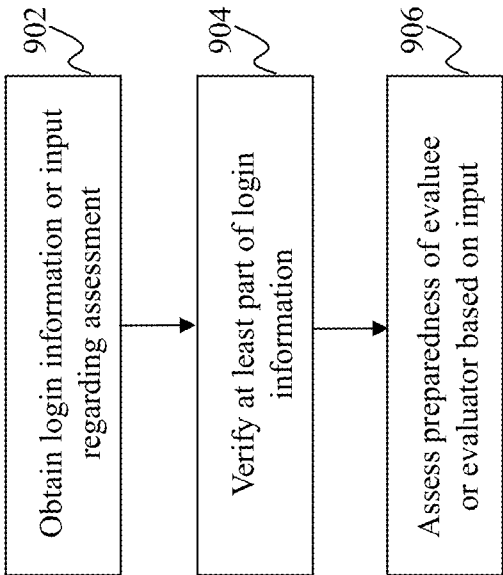 902
Obtain login information or input
regarding assessment
904
Verify at least part of login
information
906
Assess preparedness of evaluee
or evaluator based on input